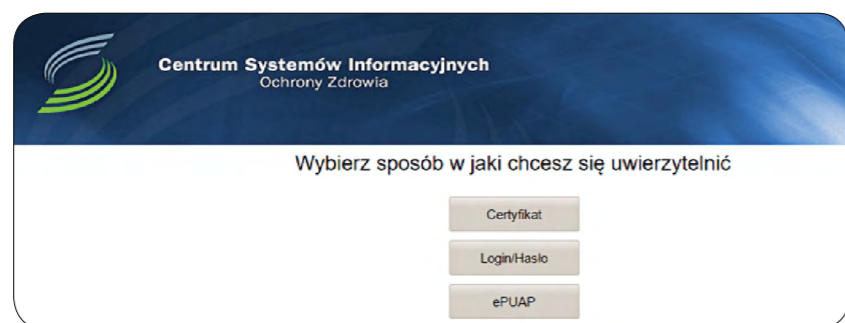 Centrum Systemów Informacyjnych
Ochrony Zdrowia
Wybierz sposób w jaki chcesz się uwierzytelnić
Certyfikat
Login/Hasło
ePUAP